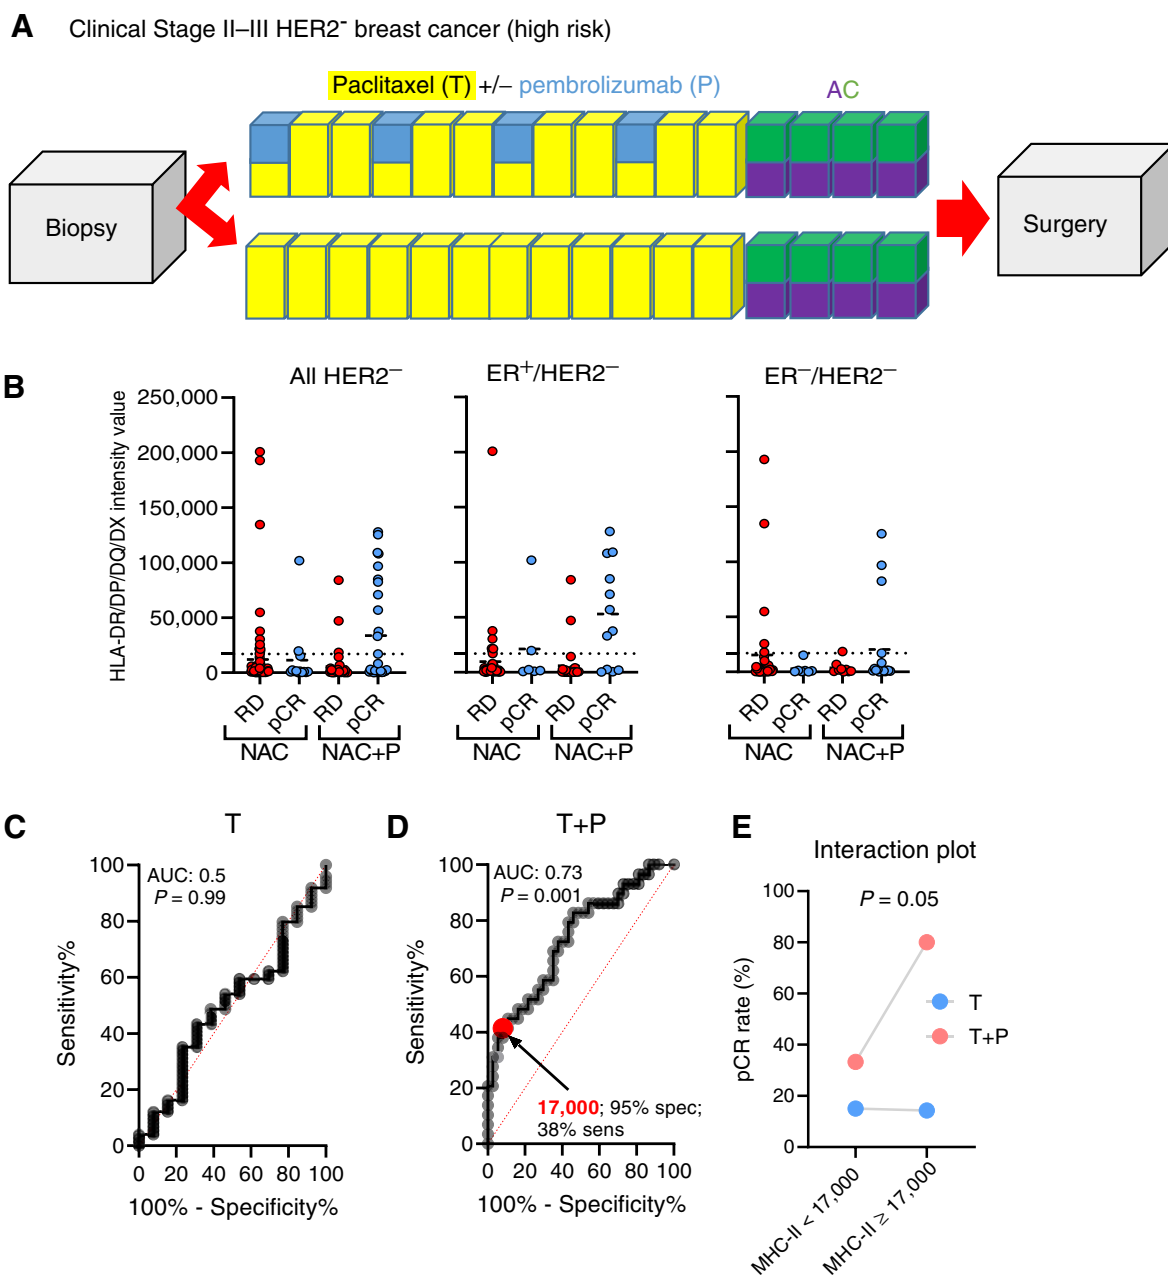 A Clinical Stage II–III HER2- breast cancer (high risk)
Paclitaxel (T) +/– pembrolizumab (P)
AC
Biopsy
Surgery
B
All HER2–
ER+/HER2–
ER–/HER2–
HLA-DR/DP/DQ/DX intensity value
250,000
200,000
150,000
100,000
50,000
0
RD pCR RD pCR
NAC NAC+P
RD pCR RD pCR
NAC NAC+P
RD pCR RD pCR
NAC NAC+P
C
T
AUC: 0.5
P = 0.99
Sensitivity%
100
80
60
40
20
0
0 20 40 60 80 100
100% - Specificity%
D
T+P
AUC: 0.73
P = 0.001
Sensitivity%
100
80
60
40
20
0
17,000; 95% spec;
38% sens
0 20 40 60 80 100
100% - Specificity%
E
Interaction plot
P = 0.05
pCR rate (%)
100
80
60
40
20
0
T
T+P
MHC-II < 17,000
MHC-II ≥ 17,000